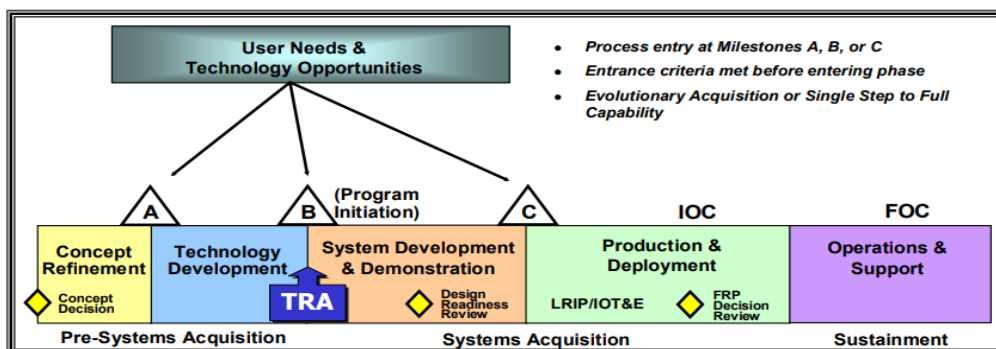 User Needs &
Technology Opportunities
• Process entry at Milestones A, B, or C
• Entrance criteria met before entering phase
• Evolutionary Acquisition or Single Step to Full
Capability
A
B
(Program
Initiation)
C
IOC
FOC
Concept
Refinement
Technology
Development
System Development
& Demonstration
Production &
Deployment
Operations &
Support
Concept
Decision
TRA
Design
Readiness
Review
LRIP/IOT&E
FRP
Decision
Review
Pre-Systems Acquisition
Systems Acquisition
Sustainment